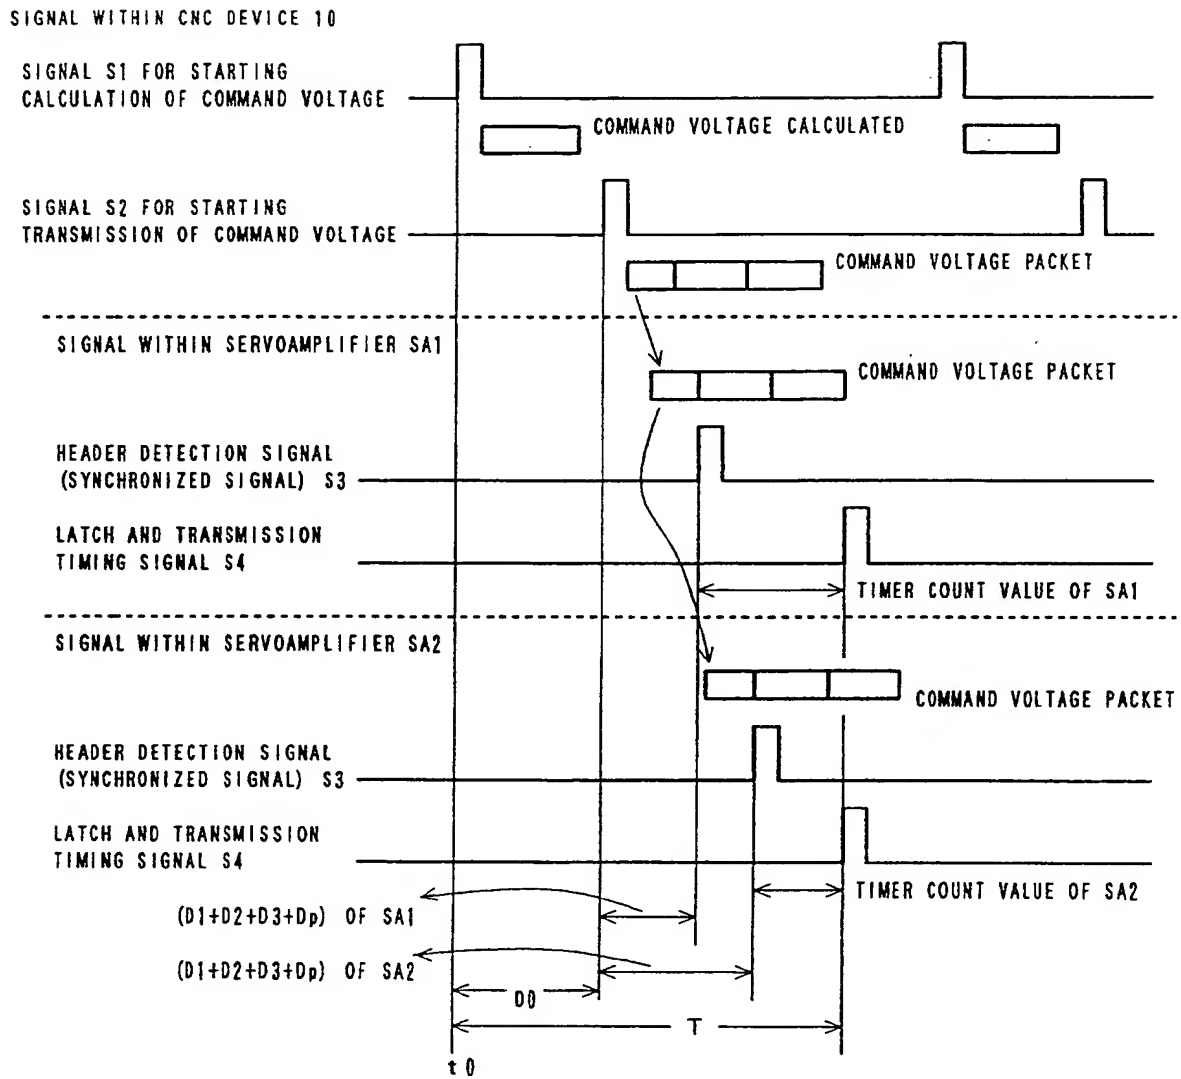 SIGNAL WITHIN CNC DEVICE 10
SIGNAL S1 FOR STARTING
CALCULATION OF COMMAND VOLTAGE
COMMAND VOLTAGE CALCULATED
SIGNAL S2 FOR STARTING
TRANSMISSION OF COMMAND VOLTAGE
COMMAND VOLTAGE PACKET
SIGNAL WITHIN SERVOAMPLIFIER SA1
COMMAND VOLTAGE PACKET
HEADER DETECTION SIGNAL
(SYNCHRONIZED SIGNAL) S3
LATCH AND TRANSMISSION
TIMING SIGNAL S4
TIMER COUNT VALUE OF SA1
SIGNAL WITHIN SERVOAMPLIFIER SA2
COMMAND VOLTAGE PACKET
HEADER DETECTION SIGNAL
(SYNCHRONIZED SIGNAL) S3
LATCH AND TRANSMISSION
TIMING SIGNAL S4
TIMER COUNT VALUE OF SA2
(D1+D2+D3+Dp) OF SA1
(D1+D2+D3+Dp) OF SA2
D0
T
t0